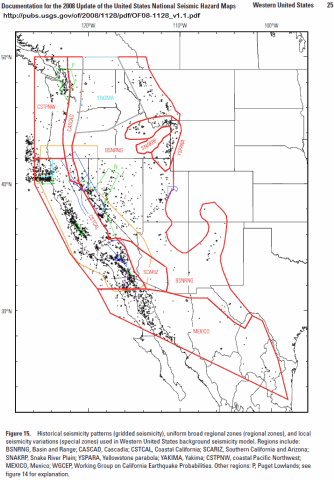 Documentation for the 2008 Update of the United States National Seismic Hazard Maps Western United States 25
http://pubs.usgs.gov/of/2008/1128/pdf/OF08-1128_v1.1.pdf
120°W 110°W 100°W
50°N
YAKIMA
CSTPNW
CASCAD
SNAKRP
YSPARA
BSNRNG
40°N
CSTCAL
SCARIZ
BSNRNG
30°N
MEXICO
Figure 15. Historical seismicity patterns (gridded seismicity), uniform broad regional zones (regional zones), and local
seismicity variations (special zones) used in Western United States background seismicity model. Regions include:
BSNRNG, Basin and Range; CASCAD, Cascadia; CSTCAL, Coastal California; SCARIZ, Southern California and Arizona;
SNAKRP, Snake River Plain; YSPARA, Yellowstone parabola; YAKIMA, Yakima; CSTPNW, coastal Pacific Northwest;
MEXICO, Mexico; WGCEP, Working Group on California Earthquake Probabilities. Other regions: P, Puget Lowlands; see
figure 14 for explanation.